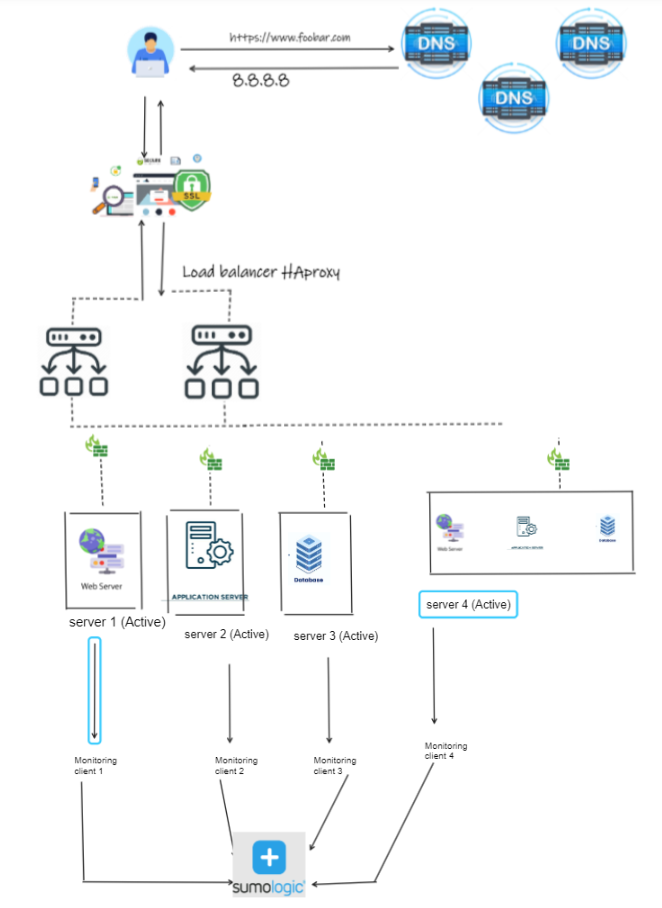 https://www.foobar.com
DNS
DNS
8.8.8.8
DNS
SSL
Load balancer HAproxy
Web Server
APPLICATION SERVER
Database
Web Server
APPLICATION SERVER
Database
server 1 (Active)
server 2 (Active)
server 3 (Active)
server 4 (Active)
Monitoring
client 1
Monitoring
client 2
Monitoring
client 3
Monitoring
client 4
sumologic